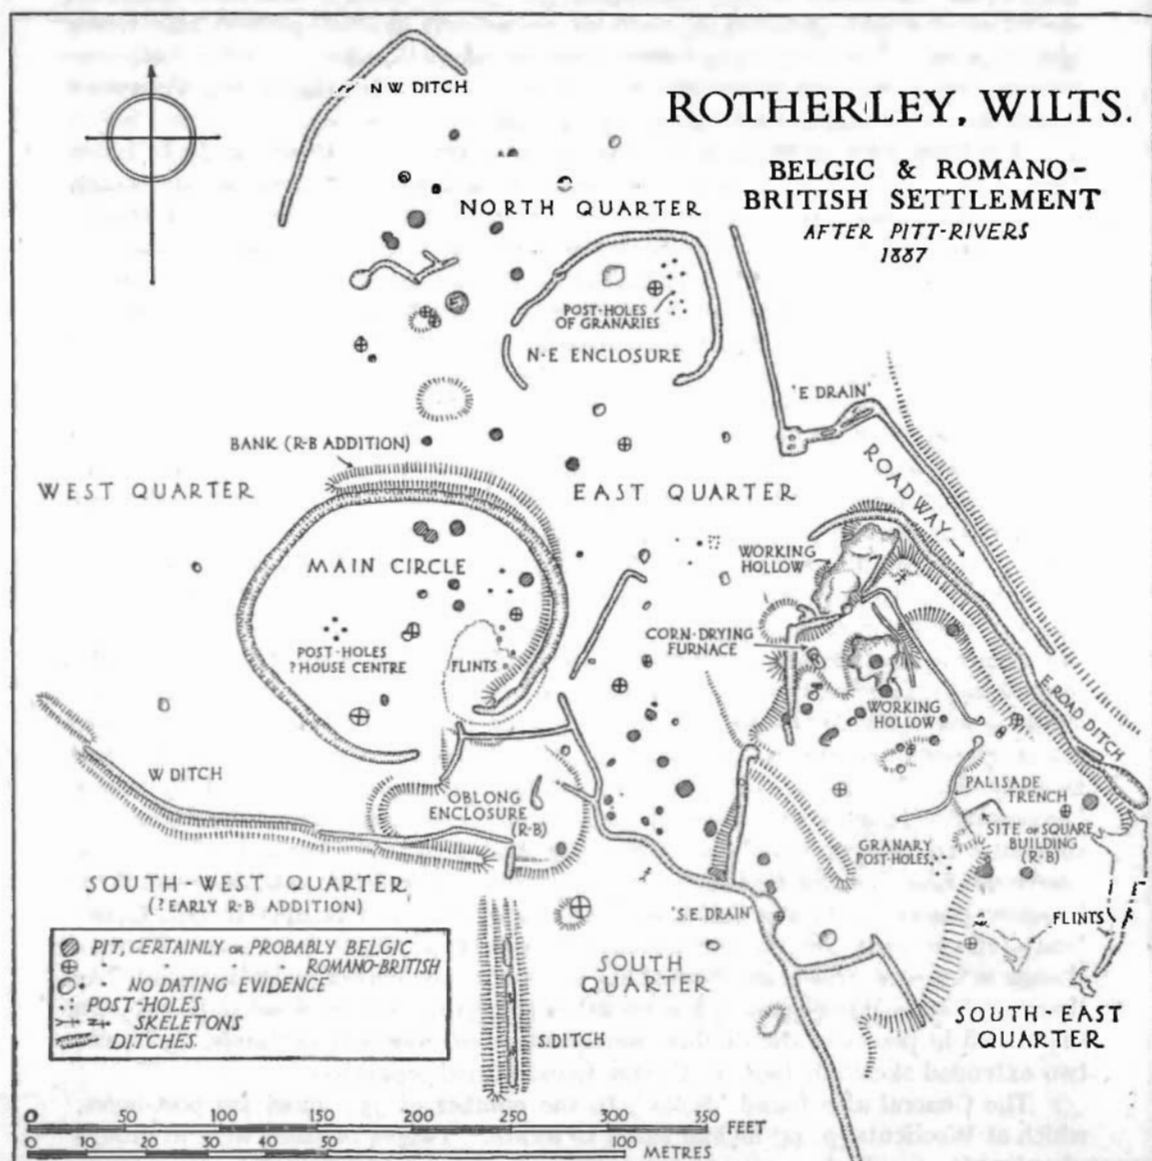 N W DITCH
ROTHERLEY, WILTS.
BELGIC & ROMANO-
BRITISH SETTLEMENT
AFTER PITT-RIVERS
1887
NORTH QUARTER
POST-HOLES
OF GRANARIES
N·E ENCLOSURE
'E DRAIN'
BANK (R-B ADDITION)
ROADWAY
WEST QUARTER
EAST QUARTER
MAIN CIRCLE
WORKING
HOLLOW
POST-HOLES
? HOUSE CENTRE
FLINTS
CORN-DRYING
FURNACE
WORKING
HOLLOW
E ROAD DITCH
W DITCH
OBLONG
ENCLOSURE
(R-B)
PALISADE
TRENCH
SITE OF SQUARE
BUILDING
(R-B)
GRANARY
POST-HOLES
SOUTH-WEST QUARTER
(? EARLY R-B ADDITION)
'S.E. DRAIN'
FLINTS
SOUTH
QUARTER
SOUTH-EAST
QUARTER
S.DITCH
PIT, CERTAINLY OR PROBABLY BELGIC
ROMANO-BRITISH
NO DATING EVIDENCE
POST-HOLES
SKELETONS
DITCHES
0 50 100 150 200 250 300 350 FEET
0 10 20 30 40 50 100 METRES